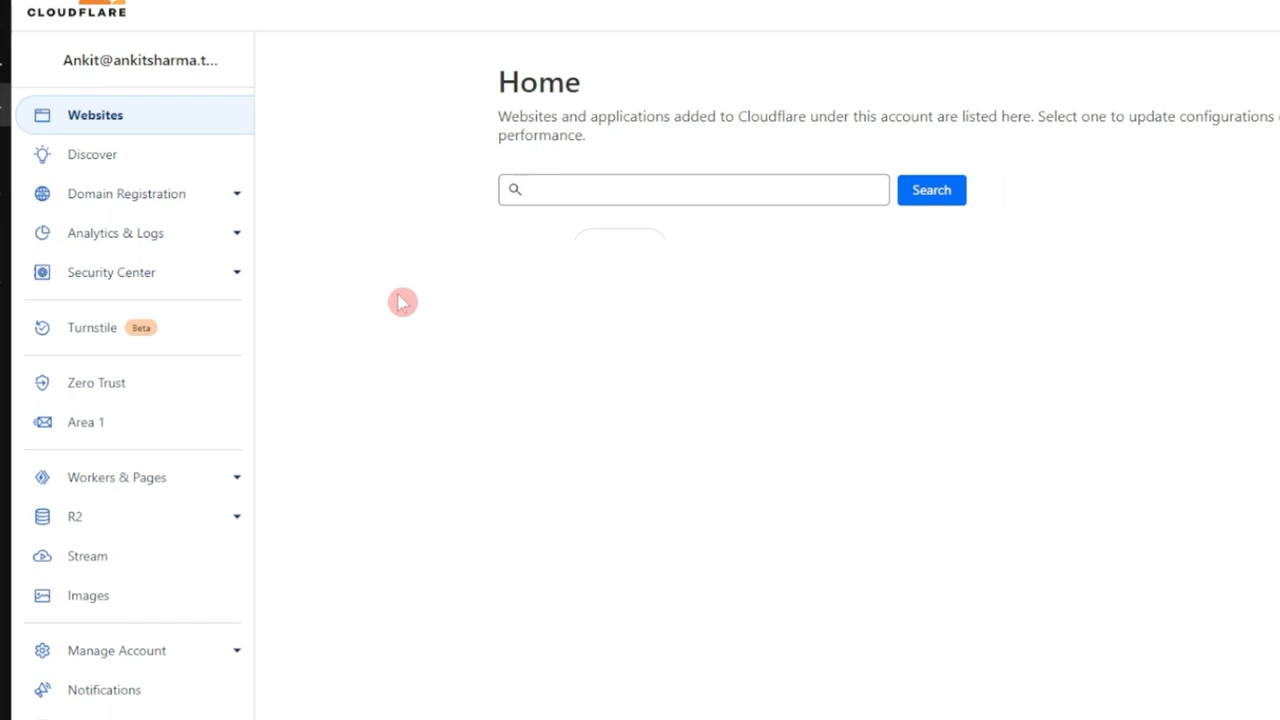 CLOUDFLARE
Ankit@ankitsharma.t...
Websites
Discover
Domain Registration
Analytics & Logs
Security Center
Turnstile Beta
Zero Trust
Area 1
Workers & Pages
R2
Stream
Images
Manage Account
Notifications
Home
Websites and applications added to Cloudflare under this account are listed here. Select one to update configurations
performance.
Search